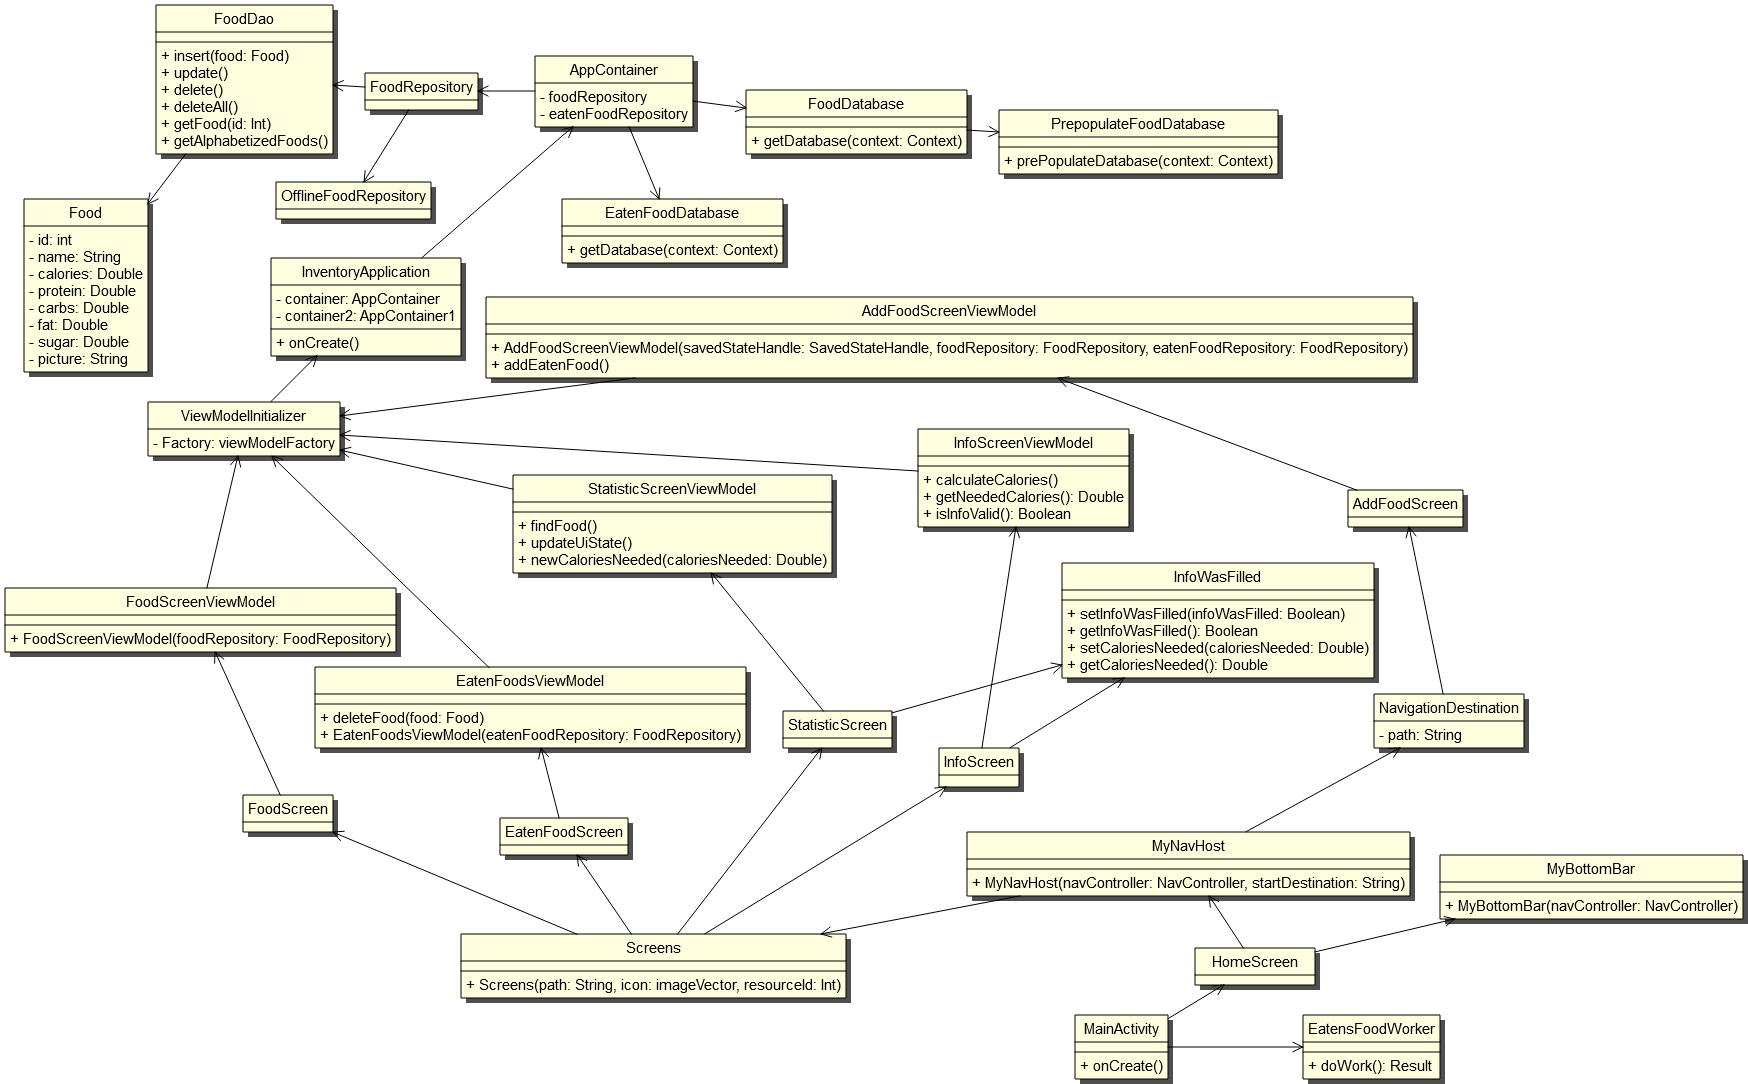 FoodDao
+ insert(food: Food)
+ update()
+ delete()
+ deleteAll()
+ getFood(id: Int)
+ getAlphabetizedFoods()
FoodRepository
AppContainer
- foodRepository
- eatenFoodRepository
FoodDatabase
+ getDatabase(context: Context)
PrepopulateFoodDatabase
+ prePopulateDatabase(context: Context)
OfflineFoodRepository
Food
- id: int
- name: String
- calories: Double
- protein: Double
- carbs: Double
- fat: Double
- sugar: Double
- picture: String
EatenFoodDatabase
+ getDatabase(context: Context)
InventoryApplication
- container: AppContainer
- container2: AppContainer1
+ onCreate()
AddFoodScreenViewModel
+ AddFoodScreenViewModel(savedStateHandle: SavedStateHandle, foodRepository: FoodRepository, eatenFoodRepository: FoodRepository)
+ addEatenFood()
ViewModelInitializer
- Factory: viewModelFactory
InfoScreenViewModel
+ calculateCalories()
+ getNeededCalories(): Double
+ isInfoValid(): Boolean
StatisticScreenViewModel
+ findFood()
+ updateUiState()
+ newCaloriesNeeded(caloriesNeeded: Double)
AddFoodScreen
InfoWasFilled
+ setInfoWasFilled(infoWasFilled: Boolean)
+ getInfoWasFilled(): Boolean
+ setCaloriesNeeded(caloriesNeeded: Double)
+ getCaloriesNeeded(): Double
FoodScreenViewModel
+ FoodScreenViewModel(foodRepository: FoodRepository)
EatenFoodsViewModel
+ deleteFood(food: Food)
+ EatenFoodsViewModel(eatenFoodRepository: FoodRepository)
StatisticScreen
NavigationDestination
- path: String
InfoScreen
FoodScreen
EatenFoodScreen
MyNavHost
+ MyNavHost(navController: NavController, startDestination: String)
MyBottomBar
+ MyBottomBar(navController: NavController)
Screens
+ Screens(path: String, icon: imageVector, resourceId: Int)
HomeScreen
MainActivity
+ onCreate()
EatensFoodWorker
+ doWork(): Result